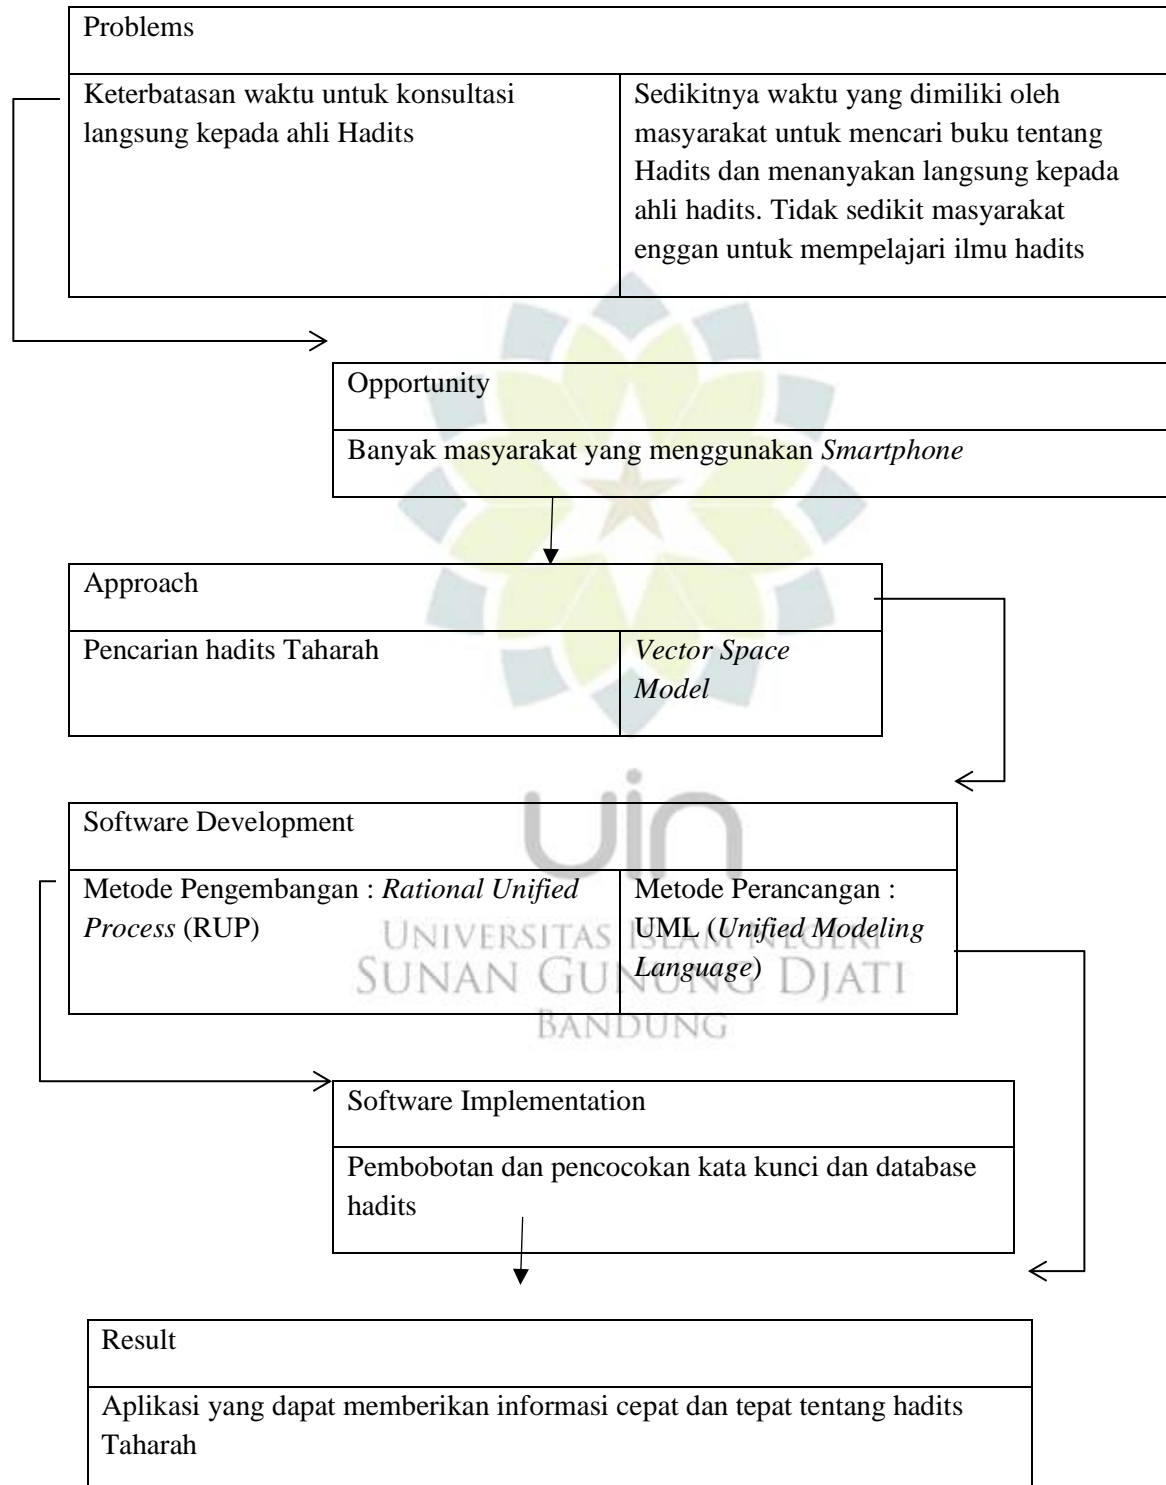 Problems
Keterbatasan waktu untuk konsultasi
langsung kepada ahli Hadits
Sedikitnya waktu yang dimiliki oleh
masyarakat untuk mencari buku tentang
Hadits dan menanyakan langsung kepada
ahli hadits. Tidak sedikit masyarakat
enggan untuk mempelajari ilmu hadits
Opportunity
Banyak masyarakat yang menggunakan Smartphone
Approach
Pencarian hadits Taharah
Vector Space
Model
uin
Software Development
Metode Pengembangan : Rational Unified
Process (RUP)
Metode Perancangan :
UML (Unified Modeling
Language)
UNIVERSITAS ISLAM NEGERI
SUNAN GUNUNG DJATI
BANDUNG
Software Implementation
Pembobotan dan pencocokan kata kunci dan database
hadits
Result
Aplikasi yang dapat memberikan informasi cepat dan tepat tentang hadits
Taharah